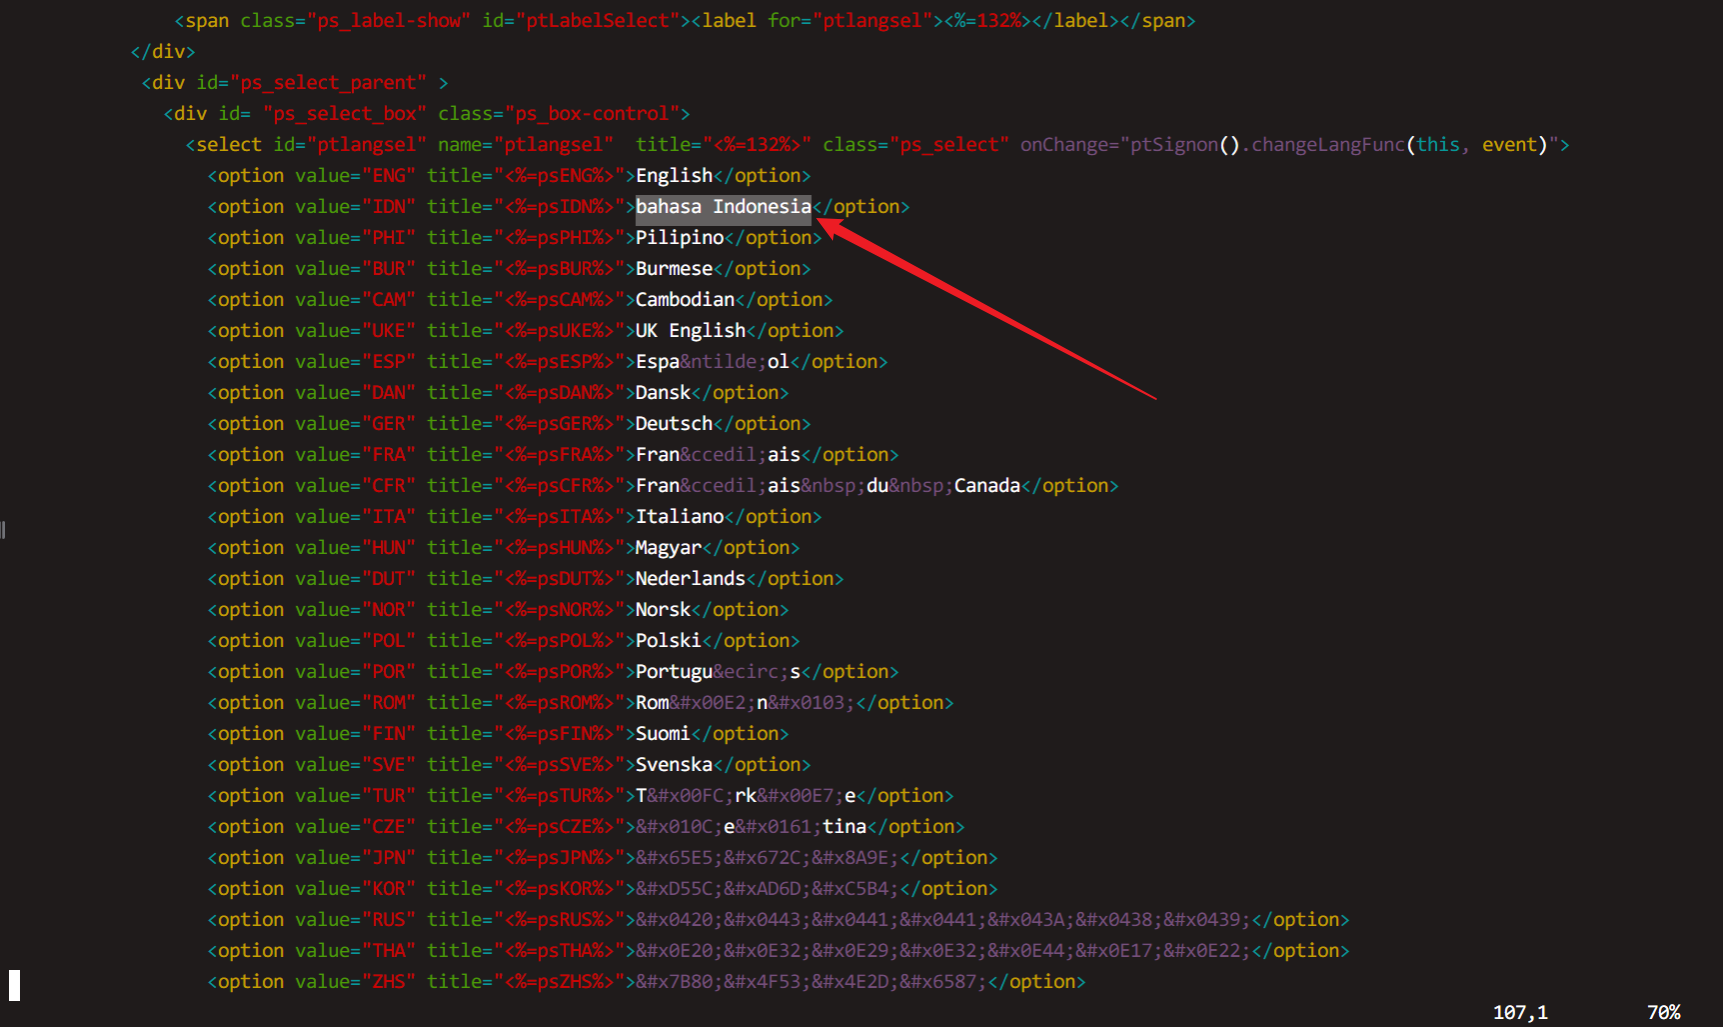 <span class="ps_label-show" id="ptLabelSelect"><label for="ptlangsel"><%=132%></label></span>
</div>
<div id="ps_select_parent" >
<div id= "ps_select_box" class="ps_box-control">
<select id="ptlangsel" name="ptlangsel"  title="<%=132%>" class="ps_select" onChange="ptSignon().changeLangFunc(this, event)">
<option value="ENG" title="<%=psENG%>">English</option>
<option value="IDN" title="<%=psIDN%>">bahasa Indonesia</option>
<option value="PHI" title="<%=psPHI%>">Pilipino</option>
<option value="BUR" title="<%=psBUR%>">Burmese</option>
<option value="CAM" title="<%=psCAM%>">Cambodian</option>
<option value="UKE" title="<%=psUKE%>">UK English</option>
<option value="ESP" title="<%=psESP%>">Espa&ntilde;ol</option>
<option value="DAN" title="<%=psDAN%>">Dansk</option>
<option value="GER" title="<%=psGER%>">Deutsch</option>
<option value="FRA" title="<%=psFRA%>">Fran&ccedil;ais</option>
<option value="CFR" title="<%=psCFR%>">Fran&ccedil;ais&nbsp;du&nbsp;Canada</option>
<option value="ITA" title="<%=psITA%>">Italiano</option>
<option value="HUN" title="<%=psHUN%>">Magyar</option>
<option value="DUT" title="<%=psDUT%>">Nederlands</option>
<option value="NOR" title="<%=psNOR%>">Norsk</option>
<option value="POL" title="<%=psPOL%>">Polski</option>
<option value="POR" title="<%=psPOR%>">Portugu&ecirc;s</option>
<option value="ROM" title="<%=psROM%>">Rom&#x00E2;n&#x0103;</option>
<option value="FIN" title="<%=psFIN%>">Suomi</option>
<option value="SVE" title="<%=psSVE%>">Svenska</option>
<option value="TUR" title="<%=psTUR%>">T&#x00FC;rk&#x00E7;e</option>
<option value="CZE" title="<%=psCZE%>">&#x010C;e&#x0161;tina</option>
<option value="JPN" title="<%=psJPN%>">&#x65E5;&#x672C;&#x8A9E;</option>
<option value="KOR" title="<%=psKOR%>">&#xD55C;&#xAD6D;&#xC5B4;</option>
<option value="RUS" title="<%=psRUS%>">&#x0420;&#x0443;&#x0441;&#x0441;&#x043A;&#x0438;&#x0439;</option>
<option value="THA" title="<%=psTHA%>">&#x0E20;&#x0E32;&#x0E29;&#x0E32;&#x0E44;&#x0E17;&#x0E22;</option>
<option value="ZHS" title="<%=psZHS%>">&#x7B80;&#x4F53;&#x4E2D;&#x6587;</option>
107,1 70%